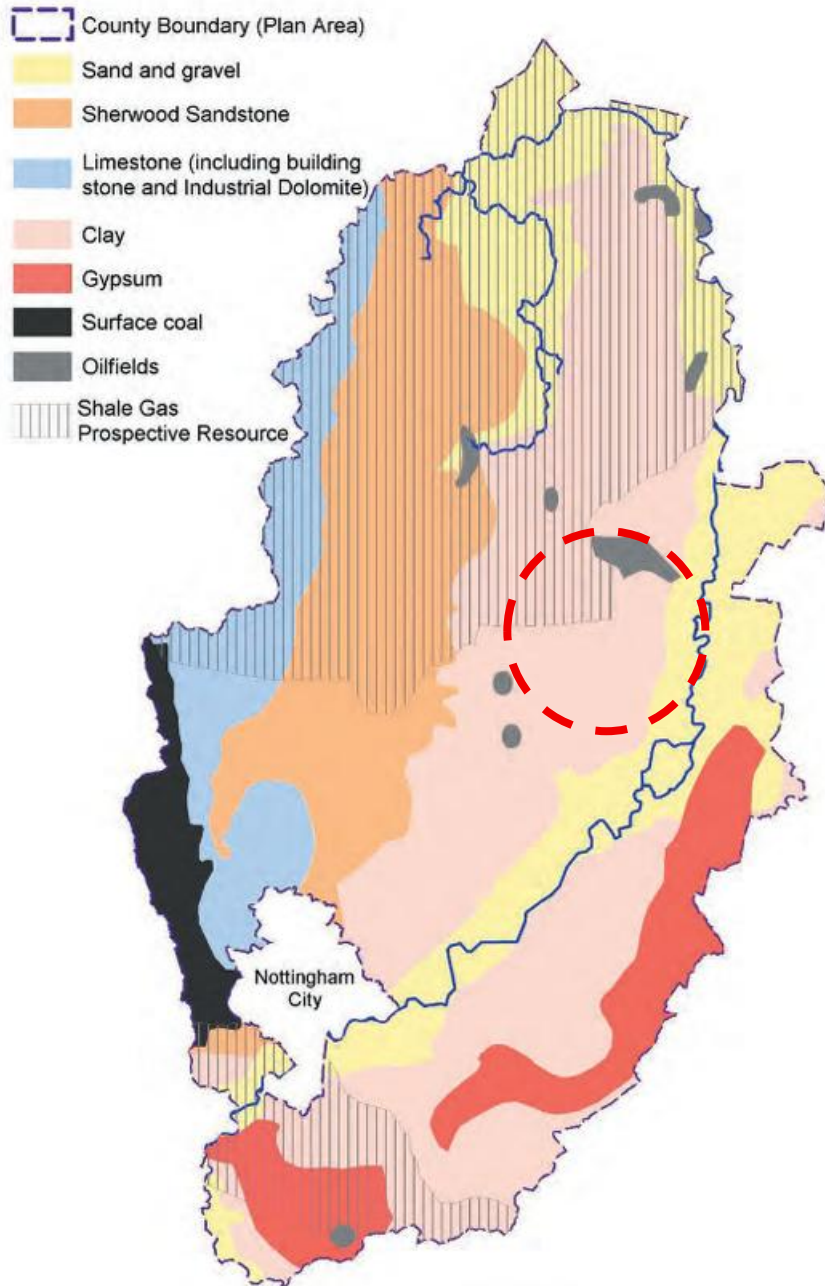 County Boundary (Plan Area)
Sand and gravel
Sherwood Sandstone
Limestone (including building
stone and Industrial Dolomite)
Clay
Gypsum
Surface coal
Oilfields
Shale Gas
Prospective Resource
Nottingham
City